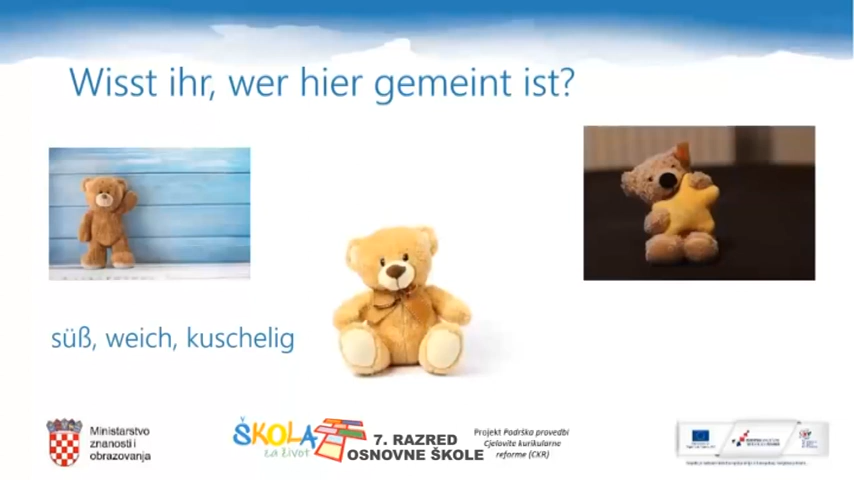 Wisst ihr, wer hier gemeint ist?
süß, weich, kuschelig
Ministarstvo
znanosti i
obrazovanja
ŠKOLA
za život
7. RAZRED
OSNOVNE ŠKOLE
Projekt Podrška provedbi
Cjelovite kurikularne
reforme (CKR)